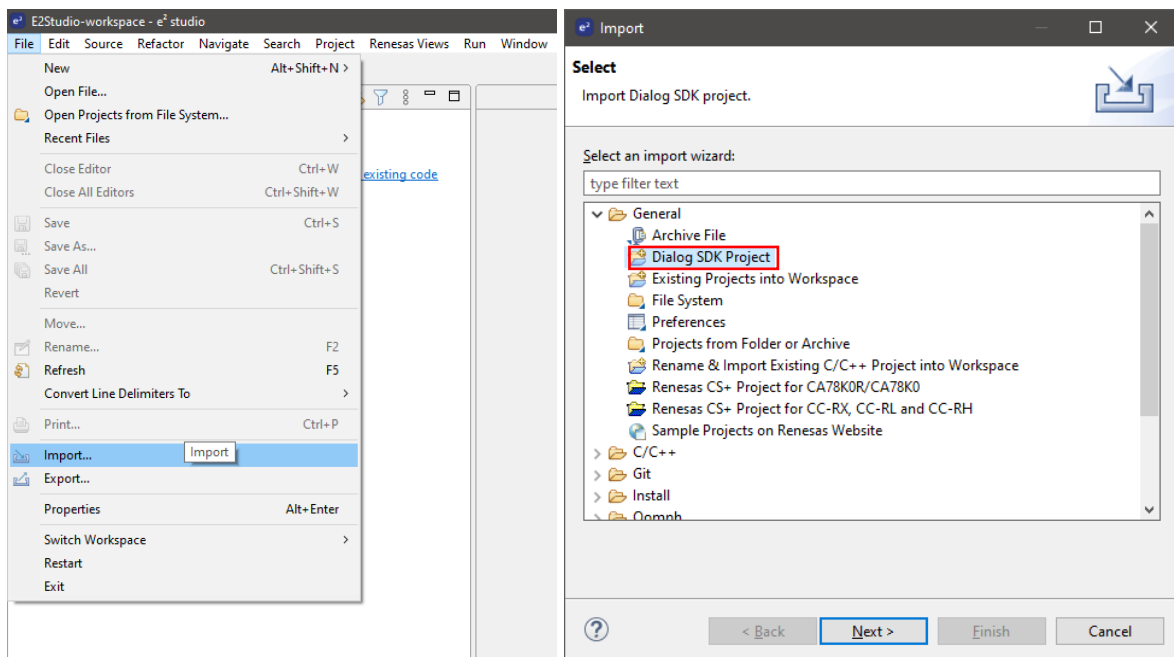 e² E2Studio-workspace - e² studio
File Edit Source Refactor Navigate Search Project Renesas Views Run Window
New Alt+Shift+N >
Open File...
Open Projects from File System...
Recent Files >
existing code
Close Editor Ctrl+W
Close All Editors Ctrl+Shift+W
Save Ctrl+S
Save As...
Save All Ctrl+Shift+S
Revert
Move...
Rename... F2
Refresh F5
Convert Line Delimiters To >
Print... Ctrl+P
Import... Import
Export...
Properties Alt+Enter
Switch Workspace >
Restart
Exit
e² Import
Select
Import Dialog SDK project.
Select an import wizard:
type filter text
General
Archive File
Dialog SDK Project
Existing Projects into Workspace
File System
Preferences
Projects from Folder or Archive
Rename & Import Existing C/C++ Project into Workspace
Renesas CS+ Project for CA78K0R/CA78K0
Renesas CS+ Project for CC-RX, CC-RL and CC-RH
Sample Projects on Renesas Website
> C/C++
> Git
> Install
> Oomph
? < Back Next > Finish Cancel